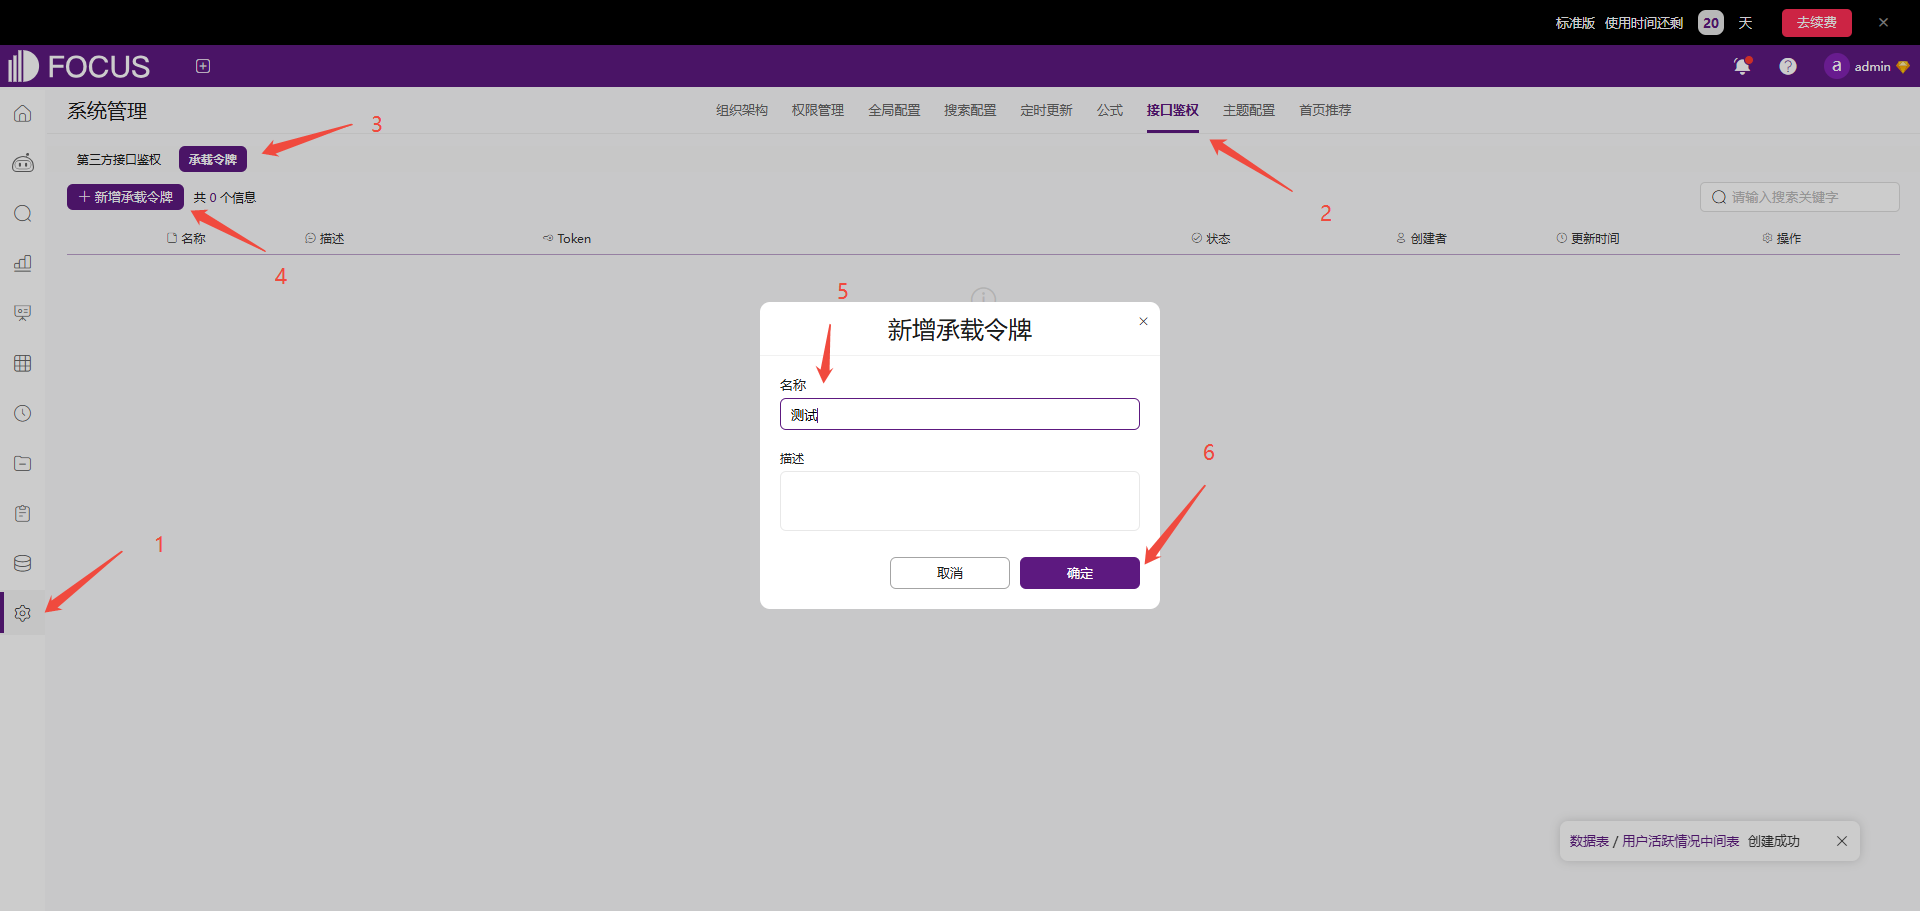 标准版 使用时间还剩 20 天 去续费
FOCUS
a admin
系统管理
组织架构 权限管理 全局配置 搜索配置 定时更新 公式 接口鉴权 主题配置 首页推荐
3
第三方接口鉴权 承载令牌
新增承载令牌 共 0 个信息
请输入搜索关键字
2
名称 描述 Token 状态 创建者 更新时间 操作
4
5
新增承载令牌
名称
测试
描述
6
取消 确定
1
数据表 / 用户活跃情况中间表 创建成功